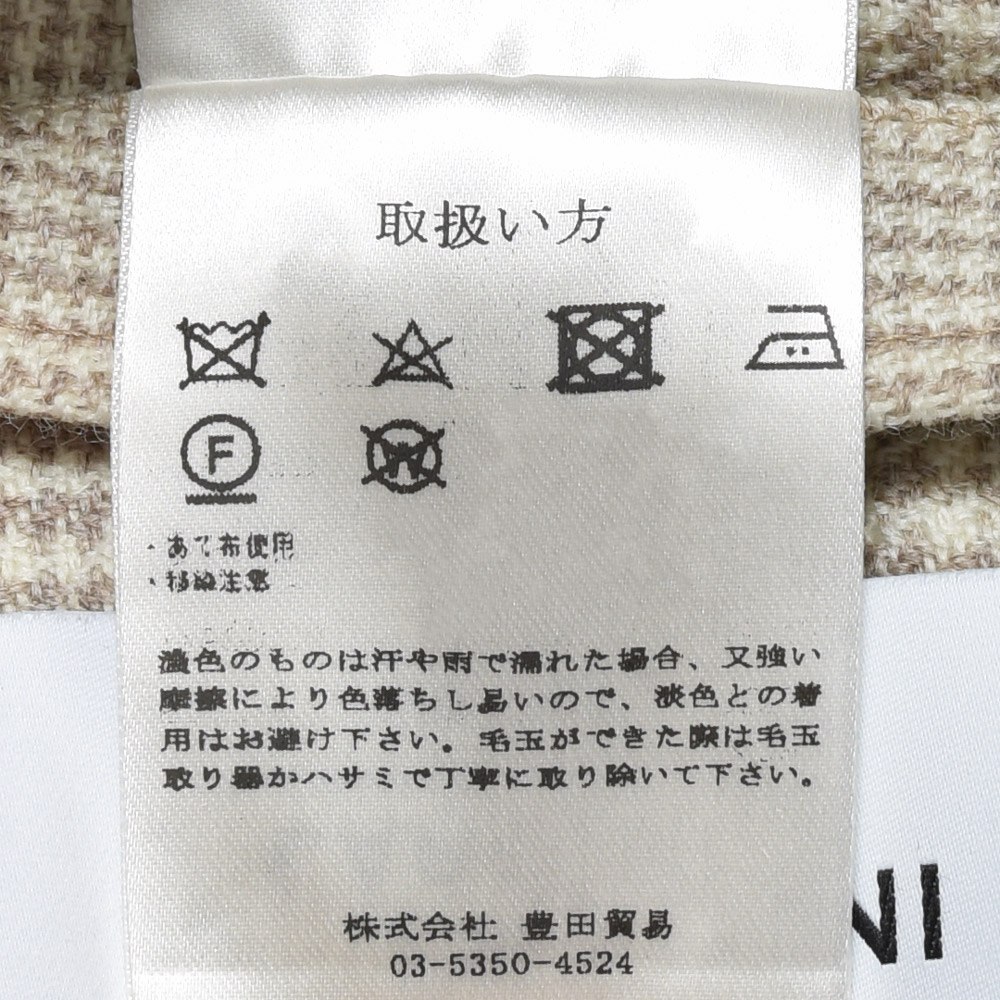 取扱い方
F
W
・あて布使用
濃色のものは汗や雨で濡れた場合、又強い
摩擦により色落ちし易いので、淡色との着
用はお避け下さい。毛玉ができた際は毛玉
取り器かハサミで丁寧に取り除いて下さい。
株式会社 豊田貿易
03-5350-4524
NI